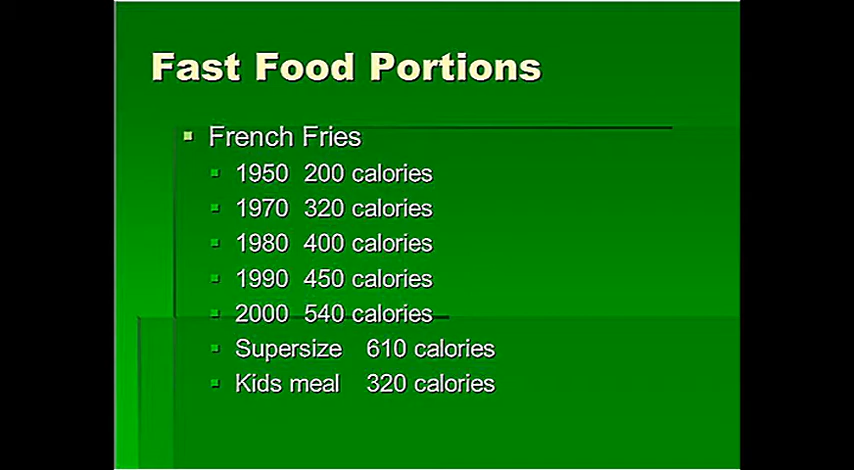 Fast Food Portions
French Fries
1950 200 calories
1970 320 calories
1980 400 calories
1990 450 calories
2000 540 calories
Supersize 610 calories
Kids meal 320 calories